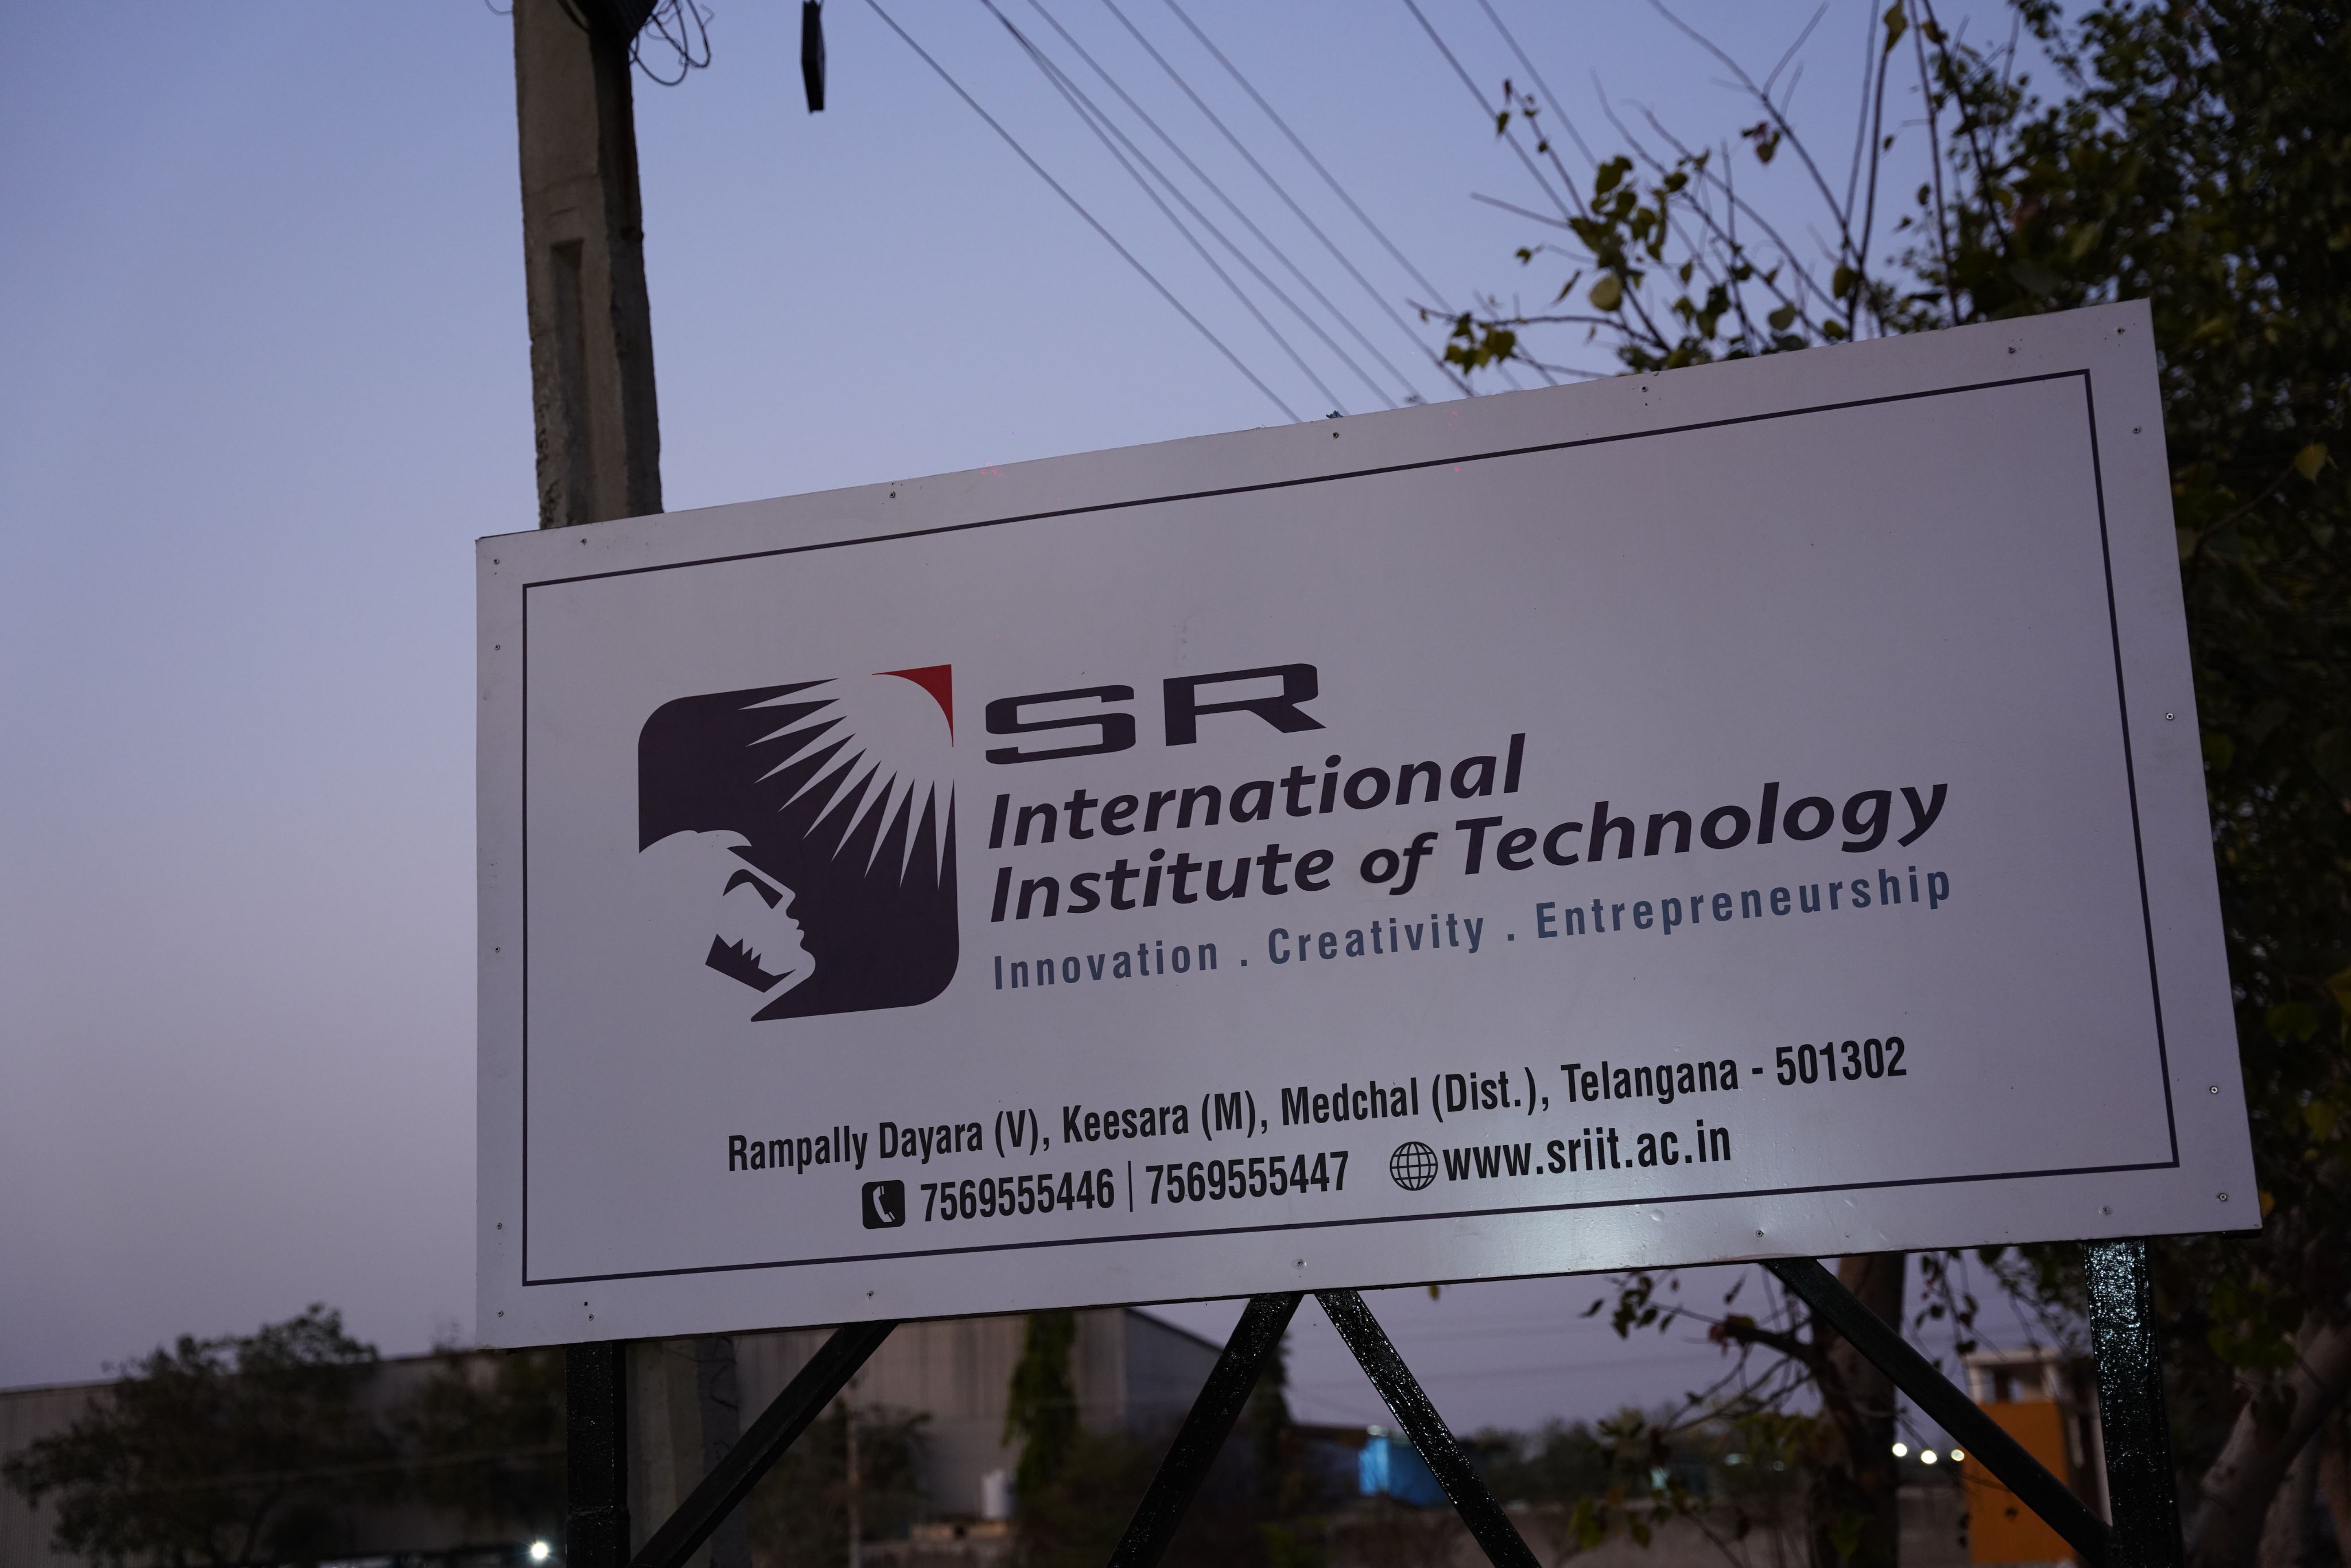 SR
International
Institute of Technology
Innovation . Creativity . Entrepreneurship
Rampally Dayara (V), Keesara (M), Medchal (Dist.), Telangana - 501302
7569555446 | 7569555447 www.sriit.ac.in